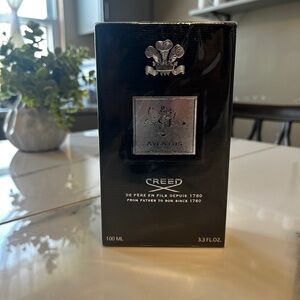 AVENTUS
CREED
DE PÈRE EN FILS DEPUIS 1760
FROM FATHER TO SON SINCE 1760
100 ML 3.3 FL.OZ.